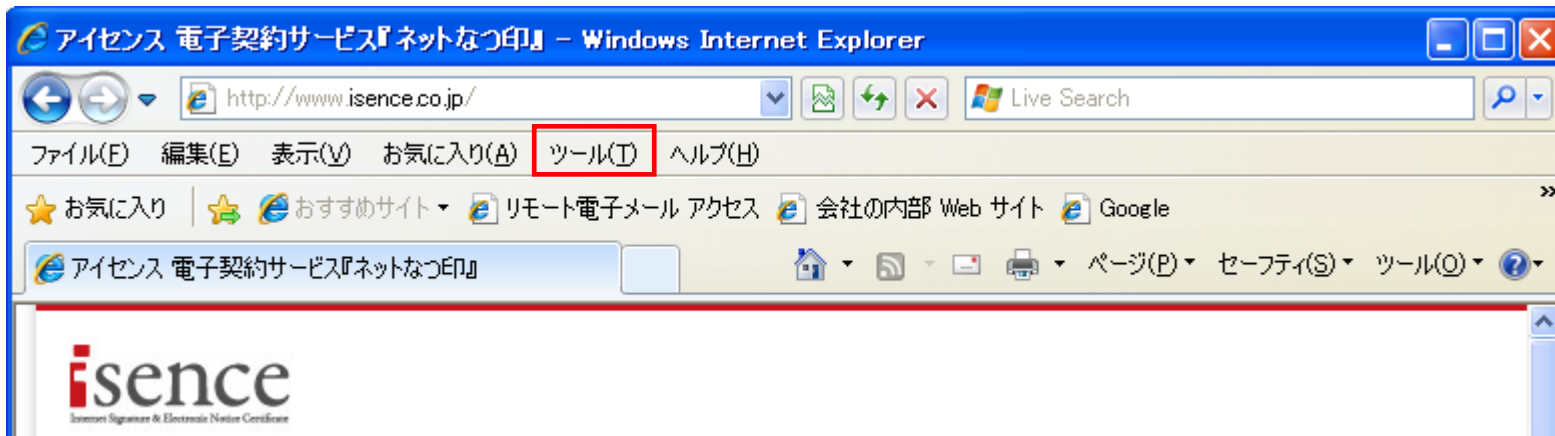 アイセンス 電子契約サービス『ネットなつ印』 - Windows Internet Explorer
http://www.isence.co.jp/ Live Search
ファイル(F) 編集(E) 表示(V) お気に入り(A) ツール(T) ヘルプ(H)
お気に入り おすすめサイト リモート電子メール アクセス 会社の内部 Web サイト Google »
アイセンス 電子契約サービス『ネットなつ印』 ページ(P) セーフティ(S) ツール(O)
isence
Internet Signature & Electronic Notice Certificate